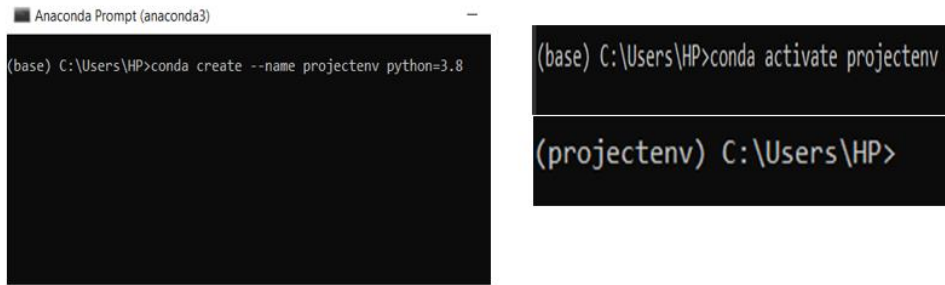 Anaconda Prompt (anaconda3)
(base) C:\Users\HP>conda create --name projectenv python=3.8
(base) C:\Users\HP>conda activate projectenv
(projectenv) C:\Users\HP>